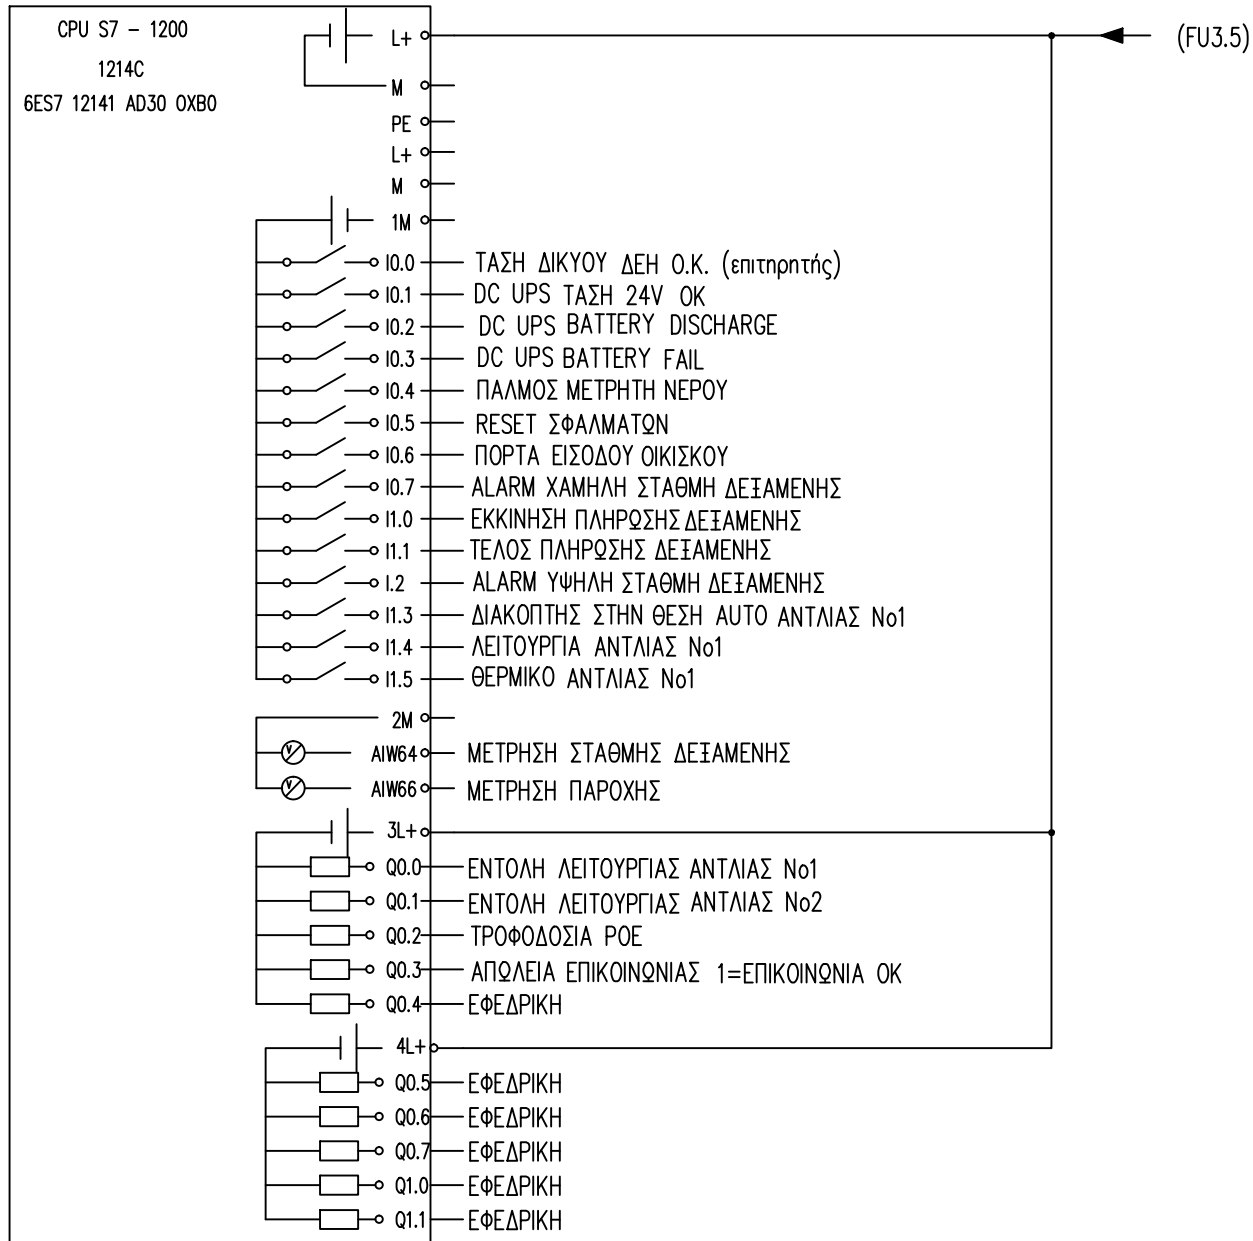 CPU S7 – 1200
1214C
6ES7 12141 AD30 0XB0
L+
(FU3.5)
M
PE
L+
M
1M
I0.0 ΤΑΣΗ ΔΙΚΥΟΥ ΔΕΗ Ο.Κ. (επιτηρητής)
I0.1 DC UPS ΤΑΣΗ 24V OK
I0.2 DC UPS BATTERY DISCHARGE
I0.3 DC UPS BATTERY FAIL
I0.4 ΠΑΛΜΟΣ ΜΕΤΡΗΤΗ ΝΕΡΟΥ
I0.5 RESET ΣΦΑΛΜΑΤΩΝ
I0.6 ΠΟΡΤΑ ΕΙΣΟΔΟΥ ΟΙΚΙΣΚΟΥ
I0.7 ALARM ΧΑΜΗΛΗ ΣΤΑΘΜΗ ΔΕΞΑΜΕΝΗΣ
I1.0 ΕΚΚΙΝΗΣΗ ΠΛΗΡΩΣΗΣ ΔΕΞΑΜΕΝΗΣ
I1.1 ΤΕΛΟΣ ΠΛΗΡΩΣΗΣ ΔΕΞΑΜΕΝΗΣ
I.2 ALARM ΥΨΗΛΗ ΣΤΑΘΜΗ ΔΕΞΑΜΕΝΗΣ
I1.3 ΔΙΑΚΟΠΤΗΣ ΣΤΗΝ ΘΕΣΗ AUTO ΑΝΤΛΙΑΣ No1
I1.4 ΛΕΙΤΟΥΡΓΙΑ ΑΝΤΛΙΑΣ No1
I1.5 ΘΕΡΜΙΚΟ ΑΝΤΛΙΑΣ No1
2M
AIW64 ΜΕΤΡΗΣΗ ΣΤΑΘΜΗΣ ΔΕΞΑΜΕΝΗΣ
AIW66 ΜΕΤΡΗΣΗ ΠΑΡΟΧΗΣ
3L+
Q0.0 ΕΝΤΟΛΗ ΛΕΙΤΟΥΡΓΙΑΣ ΑΝΤΛΙΑΣ No1
Q0.1 ΕΝΤΟΛΗ ΛΕΙΤΟΥΡΓΙΑΣ ΑΝΤΛΙΑΣ No2
Q0.2 ΤΡΟΦΟΔΟΣΙΑ POE
Q0.3 ΑΠΩΛΕΙΑ ΕΠΙΚΟΙΝΩΝΙΑΣ 1=ΕΠΙΚΟΙΝΩΝΙΑ OK
Q0.4 ΕΦΕΔΡΙΚΗ
4L+
Q0.5 ΕΦΕΔΡΙΚΗ
Q0.6 ΕΦΕΔΡΙΚΗ
Q0.7 ΕΦΕΔΡΙΚΗ
Q1.0 ΕΦΕΔΡΙΚΗ
Q1.1 ΕΦΕΔΡΙΚΗ